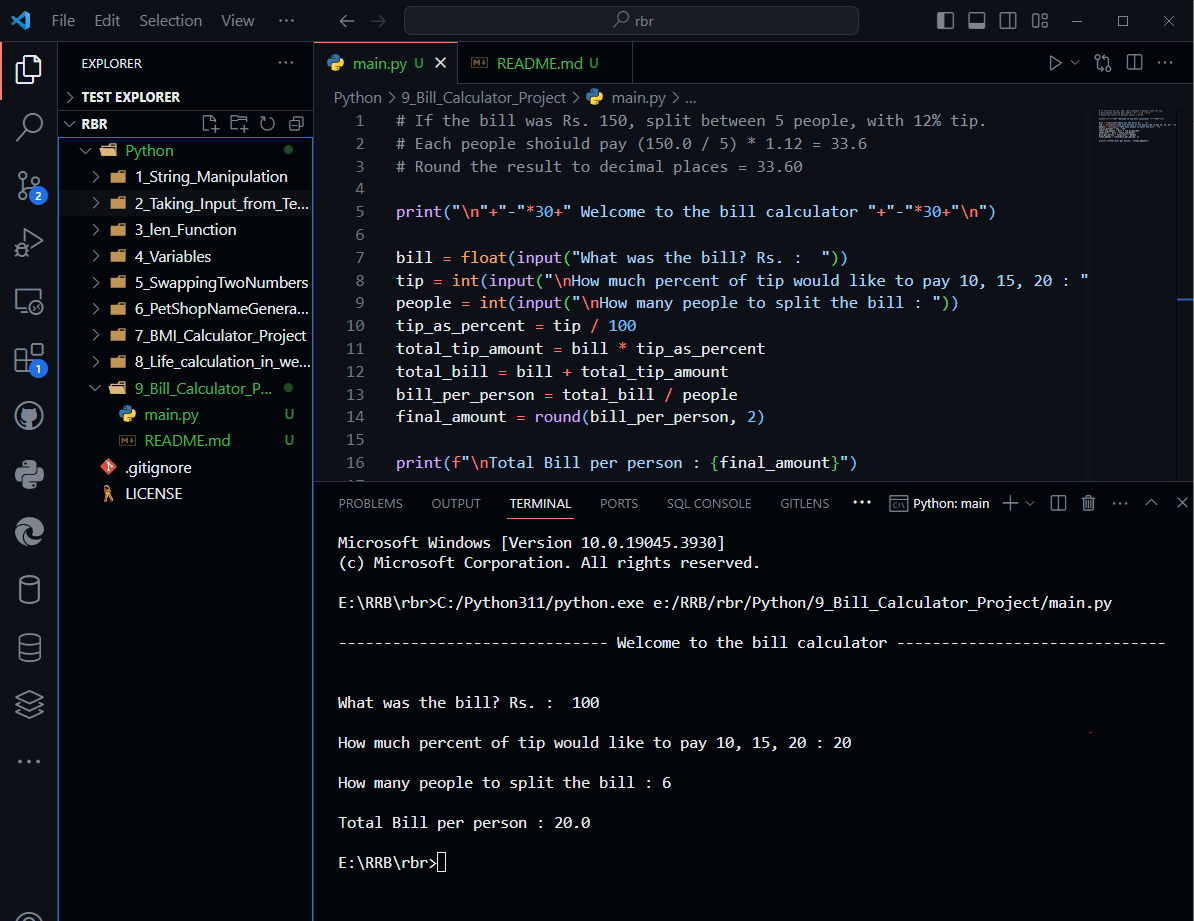 File Edit Selection View ··· rbr
EXPLORER ···
TEST EXPLORER
RBR
Python
1_String_Manipulation
2_Taking_Input_from_Te...
3_len_Function
4_Variables
5_SwappingTwoNumbers
6_PetShopNameGenera...
7_BMI_Calculator_Project
8_Life_calculation_in_we...
9_Bill_Calculator_P...
main.py U
README.md U
.gitignore
LICENSE
2
1
main.py U README.md U
Python > 9_Bill_Calculator_Project > main.py > ...
1 # If the bill was Rs. 150, split between 5 people, with 12% tip.
2 # Each people shoiuld pay (150.0 / 5) * 1.12 = 33.6
3 # Round the result to decimal places = 33.60
4
5 print("\n"+"-"*30+" Welcome to the bill calculator "+"-"*30+"\n")
6
7 bill = float(input("What was the bill? Rs. :  "))
8 tip = int(input("\nHow much percent of tip would like to pay 10, 15, 20 : "
9 people = int(input("\nHow many people to split the bill : "))
10 tip_as_percent = tip / 100
11 total_tip_amount = bill * tip_as_percent
12 total_bill = bill + total_tip_amount
13 bill_per_person = total_bill / people
14 final_amount = round(bill_per_person, 2)
15
16 print(f"\nTotal Bill per person : {final_amount}")
PROBLEMS OUTPUT TERMINAL PORTS SQL CONSOLE GITLENS ··· Python: main
Microsoft Windows [Version 10.0.19045.3930]
(c) Microsoft Corporation. All rights reserved.
E:\RRB\rbr>C:/Python311/python.exe e:/RRB/rbr/Python/9_Bill_Calculator_Project/main.py
------------------------------ Welcome to the bill calculator ------------------------------
What was the bill? Rs. :  100
How much percent of tip would like to pay 10, 15, 20 : 20
How many people to split the bill : 6
Total Bill per person : 20.0
E:\RRB\rbr>